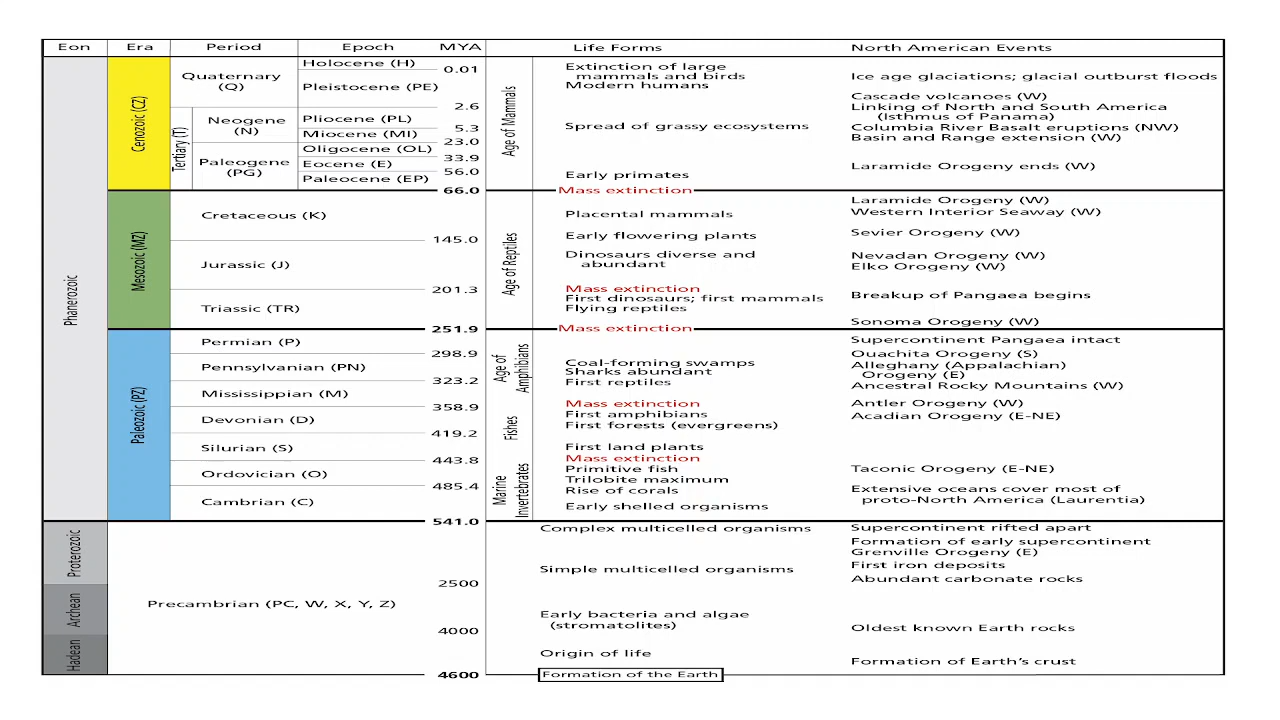 Eon Era Period Epoch MYA Life Forms North American Events
Phanerozoic
Cenozoic (CZ)
Quaternary
(Q)
Holocene (H)
0.01
Pleistocene (PE)
2.6
Tertiary (T)
Neogene
(N)
Pliocene (PL)
5.3
Miocene (MI)
23.0
Paleogene
(PG)
Oligocene (OL)
33.9
Eocene (E)
56.0
Paleocene (EP)
66.0
Age of Mammals
Extinction of large
mammals and birds
Modern humans
Spread of grassy ecosystems
Early primates
Mass extinction
Ice age glaciations; glacial outburst floods
Cascade volcanoes (W)
Linking of North and South America
(Isthmus of Panama)
Columbia River Basalt eruptions (NW)
Basin and Range extension (W)
Laramide Orogeny ends (W)
Mesozoic (MZ)
Cretaceous (K)
145.0
Jurassic (J)
201.3
Triassic (TR)
251.9
Age of Reptiles
Placental mammals
Early flowering plants
Dinosaurs diverse and
abundant
Mass extinction
First dinosaurs; first mammals
Flying reptiles
Mass extinction
Laramide Orogeny (W)
Western Interior Seaway (W)
Sevier Orogeny (W)
Nevadan Orogeny (W)
Elko Orogeny (W)
Breakup of Pangaea begins
Sonoma Orogeny (W)
Paleozoic (PZ)
Permian (P)
298.9
Pennsylvanian (PN)
323.2
Mississippian (M)
358.9
Devonian (D)
419.2
Silurian (S)
443.8
Ordovician (O)
485.4
Cambrian (C)
541.0
Age of
Amphibians
Fishes
Marine
Invertebrates
Coal-forming swamps
Sharks abundant
First reptiles
Mass extinction
First amphibians
First forests (evergreens)
First land plants
Mass extinction
Primitive fish
Trilobite maximum
Rise of corals
Early shelled organisms
Supercontinent Pangaea intact
Ouachita Orogeny (S)
Alleghany (Appalachian)
Orogeny (E)
Ancestral Rocky Mountains (W)
Antler Orogeny (W)
Acadian Orogeny (E-NE)
Taconic Orogeny (E-NE)
Extensive oceans cover most of
proto-North America (Laurentia)
Proterozoic
Archean
Hadean
Precambrian (PC, W, X, Y, Z)
2500
4000
4600
Complex multicelled organisms
Simple multicelled organisms
Early bacteria and algae
(stromatolites)
Origin of life
Formation of the Earth
Supercontinent rifted apart
Formation of early supercontinent
Grenville Orogeny (E)
First iron deposits
Abundant carbonate rocks
Oldest known Earth rocks
Formation of Earth's crust